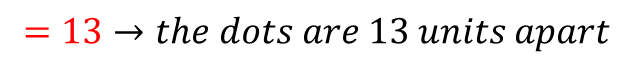 = 13 → the dots are 13 units apart